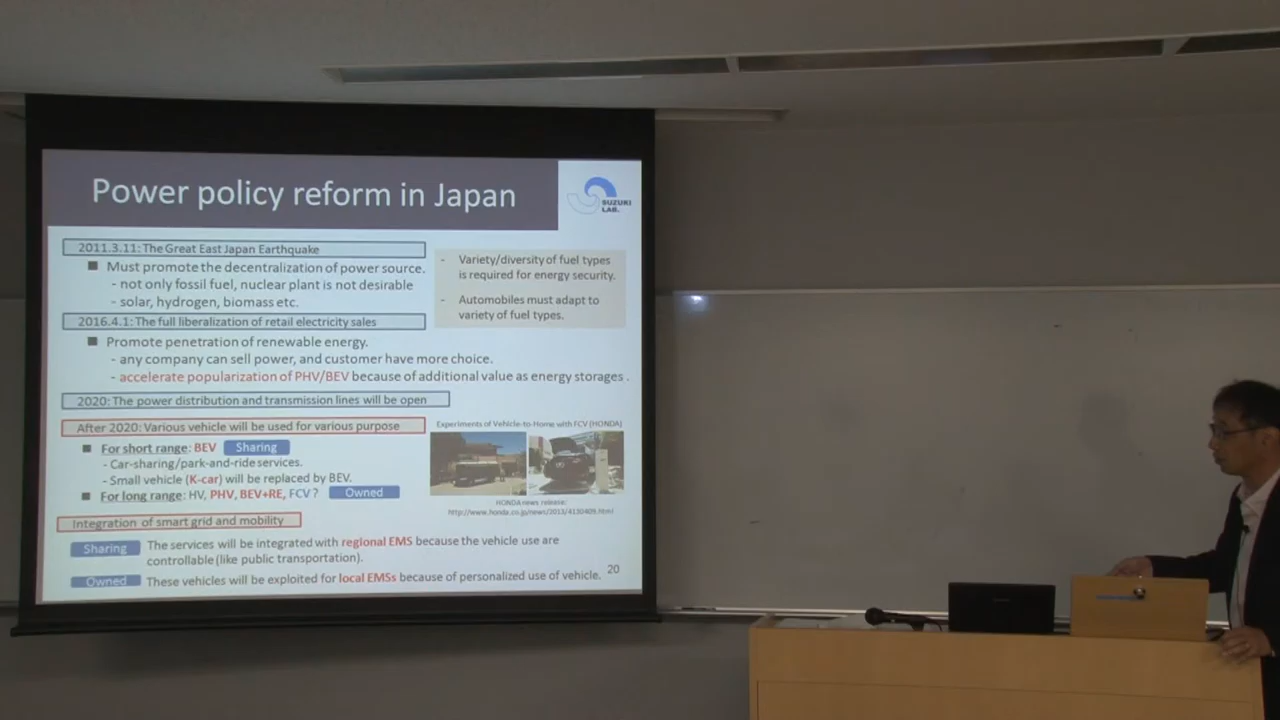 Power policy reform in Japan
SUZUKI
LAB.
2011.3.11: The Great East Japan Earthquake
Must promote the decentralization of power source.
- not only fossil fuel, nuclear plant is not desirable
- solar, hydrogen, biomass etc.
- Variety/diversity of fuel types
is required for energy security.
- Automobiles must adapt to
variety of fuel types.
2016.4.1: The full liberalization of retail electricity sales
Promote penetration of renewable energy.
- any company can sell power, and customer have more choice.
- accelerate popularization of PHV/BEV because of additional value as energy storages .
2020: The power distribution and transmission lines will be open
After 2020: Various vehicle will be used for various purpose
For short range: BEV Sharing
- Car-sharing/park-and-ride services.
- Small vehicle (K-car) will be replaced by BEV.
For long range: HV, PHV, BEV+RE, FCV ? Owned
Experiments of Vehicle-to-Home with FCV (HONDA)
HONDA news release:
http://www.honda.co.jp/news/2013/4130409.html
Integration of smart grid and mobility
Sharing The services will be integrated with regional EMS because the vehicle use are
controllable (like public transportation).
Owned These vehicles will be exploited for local EMSs because of personalized use of vehicle.
20